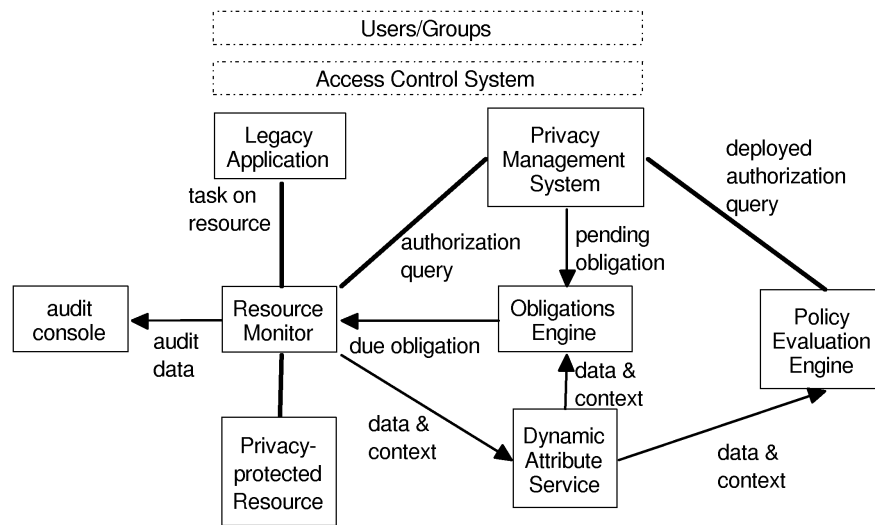 Users/Groups
Access Control System
Legacy
Application
Privacy
Management
System
deployed
authorization
query
task on
resource
authorization
query
pending
obligation
audit
console
audit
data
Resource
Monitor
due obligation
Obligations
Engine
Policy
Evaluation
Engine
data &
context
Privacy-
protected
Resource
data &
context
Dynamic
Attribute
Service
data &
context